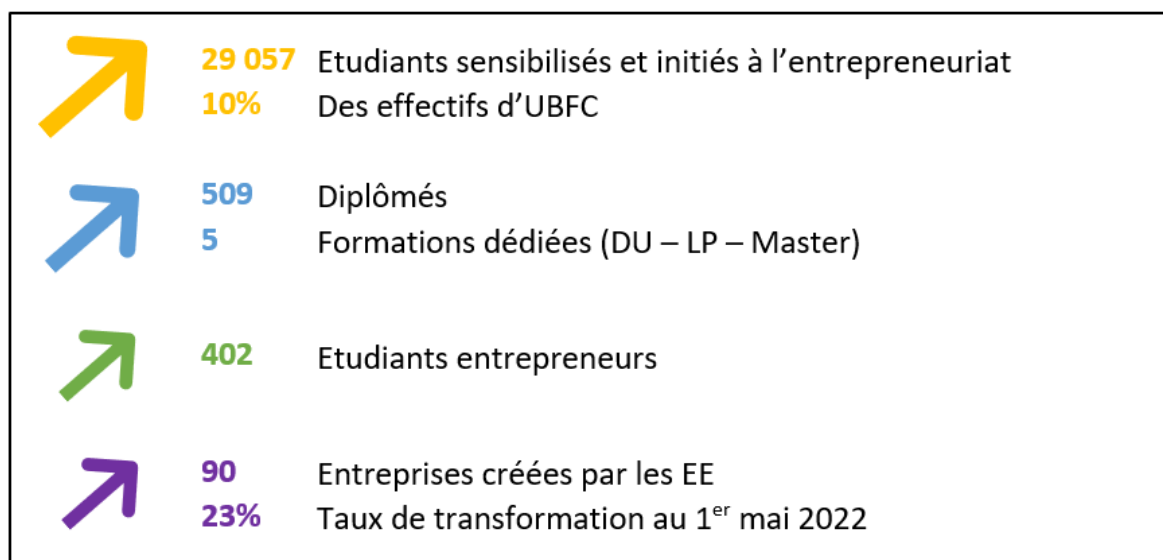 29 057 Etudiants sensibilisés et initiés à l’entrepreneuriat
10% Des effectifs d’UBFC
509 Diplômés
5 Formations dédiées (DU – LP – Master)
402 Etudiants entrepreneurs
90 Entreprises créées par les EE
23% Taux de transformation au 1er mai 2022